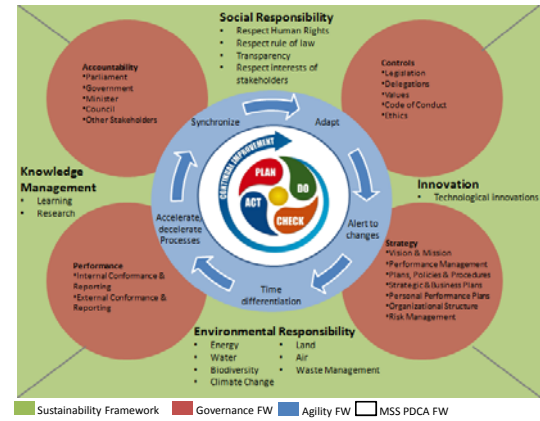 Social Responsibility
• Respect Human Rights
• Respect rule of law
• Transparency
• Respect interests of
stakeholders
Accountability
•Parliament
•Government
•Minister
•Council
•Other Stakeholders
Controls
•Legislation
•Delegations
•Values
•Code of Conduct
•Ethics
Synchronize
Adapt
CONTINUAL IMPROVEMENT
PLAN
DO
ACT
CHECK
Knowledge
Management
• Learning
• Research
Innovation
• Technological innovations
Accelerate,
decelerate
Processes
Alert to
changes
Time
differentiation
Performance
•Internal Conformance &
Reporting
•External Conformance &
Reporting
Strategy
•Vision & Mission
•Performance Management
•Plans, Policies & Procedures
•Strategic & Business Plans
•Personal Performance Plans
•Organizational Structure
•Risk Management
Environmental Responsibility
• Energy
• Water
• Biodiversity
• Climate Change
• Land
• Air
• Waste Management
Sustainability Framework
Governance FW
Agility FW
MSS PDCA FW